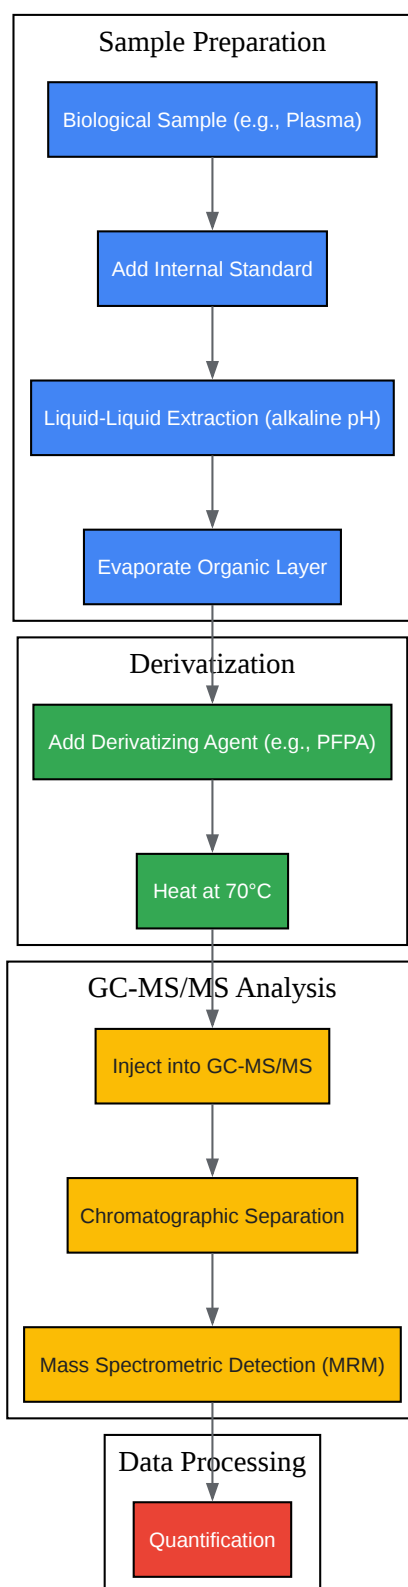 Sample Preparation
Biological Sample (e.g., Plasma)
Add Internal Standard
Liquid-Liquid Extraction (alkaline pH)
Evaporate Organic Layer
Derivatization
Add Derivatizing Agent (e.g., PFPA)
Heat at 70°C
GC-MS/MS Analysis
Inject into GC-MS/MS
Chromatographic Separation
Mass Spectrometric Detection (MRM)
Data Processing
Quantification